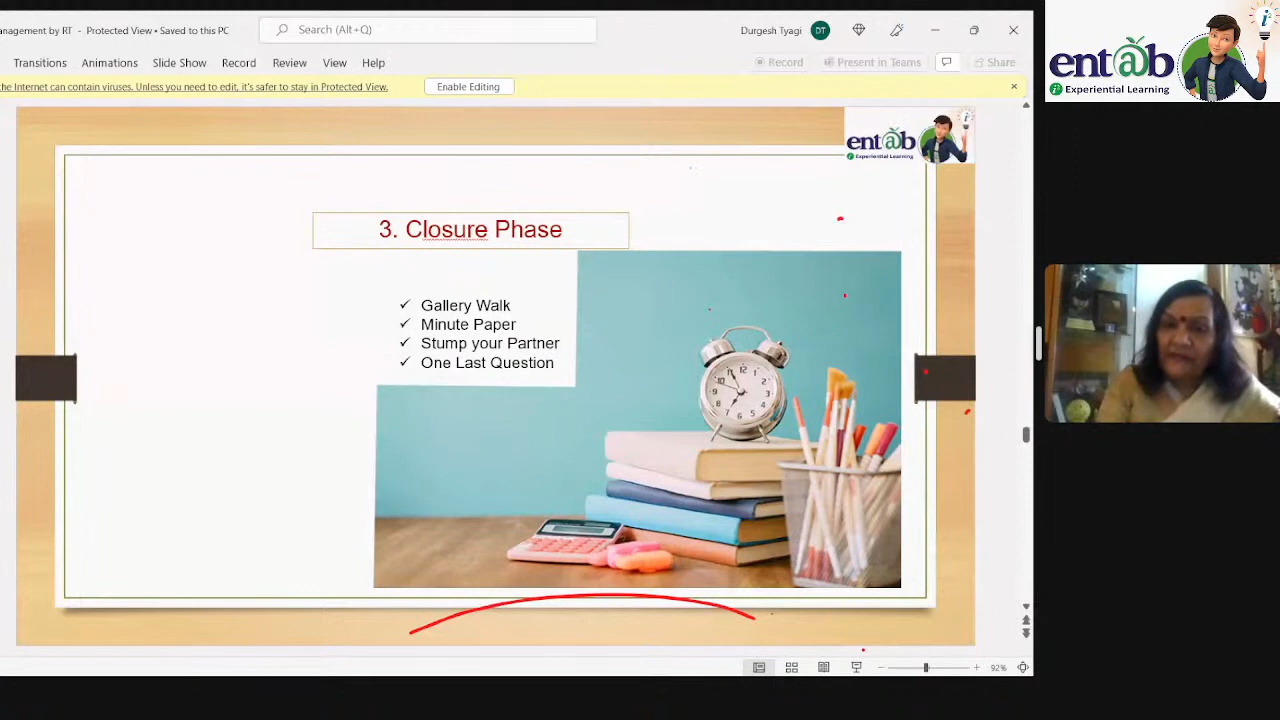 anagement by RT - Protected View • Saved to this PC
Search (Alt+Q)
Durgesh Tyagi
DT
Transitions Animations Slide Show Record Review View Help
Record
Present in Teams
Share
the Internet can contain viruses. Unless you need to edit, it's safer to stay in Protected View.
Enable Editing
entab
Experiential Learning
entab
Experiential Learning
3. Closure Phase
✓ Gallery Walk
✓ Minute Paper
✓ Stump your Partner
✓ One Last Question
92%